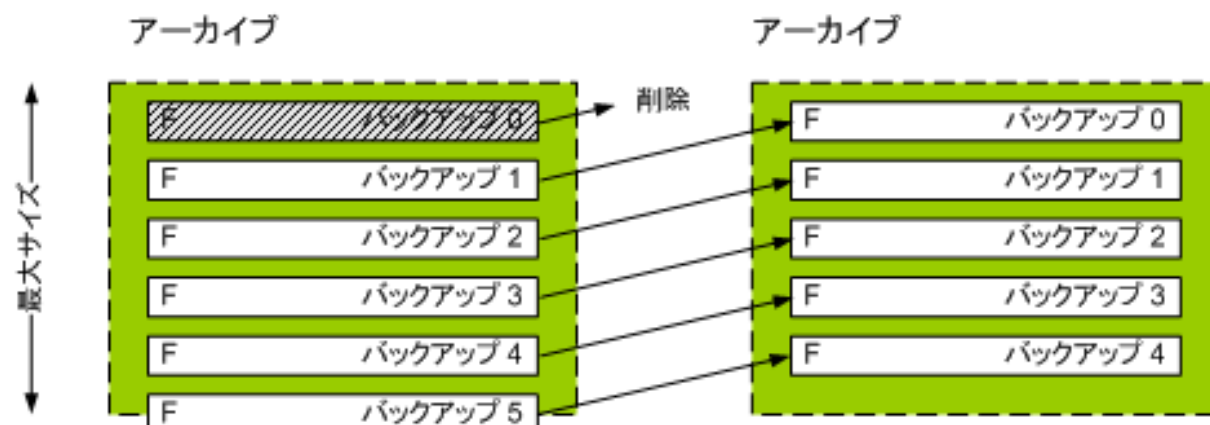 アーカイブ
アーカイブ
最大サイズ
F バックアップ 0
削除
F バックアップ 1
F バックアップ 2
F バックアップ 3
F バックアップ 4
F バックアップ 5
F バックアップ 0
F バックアップ 1
F バックアップ 2
F バックアップ 3
F バックアップ 4